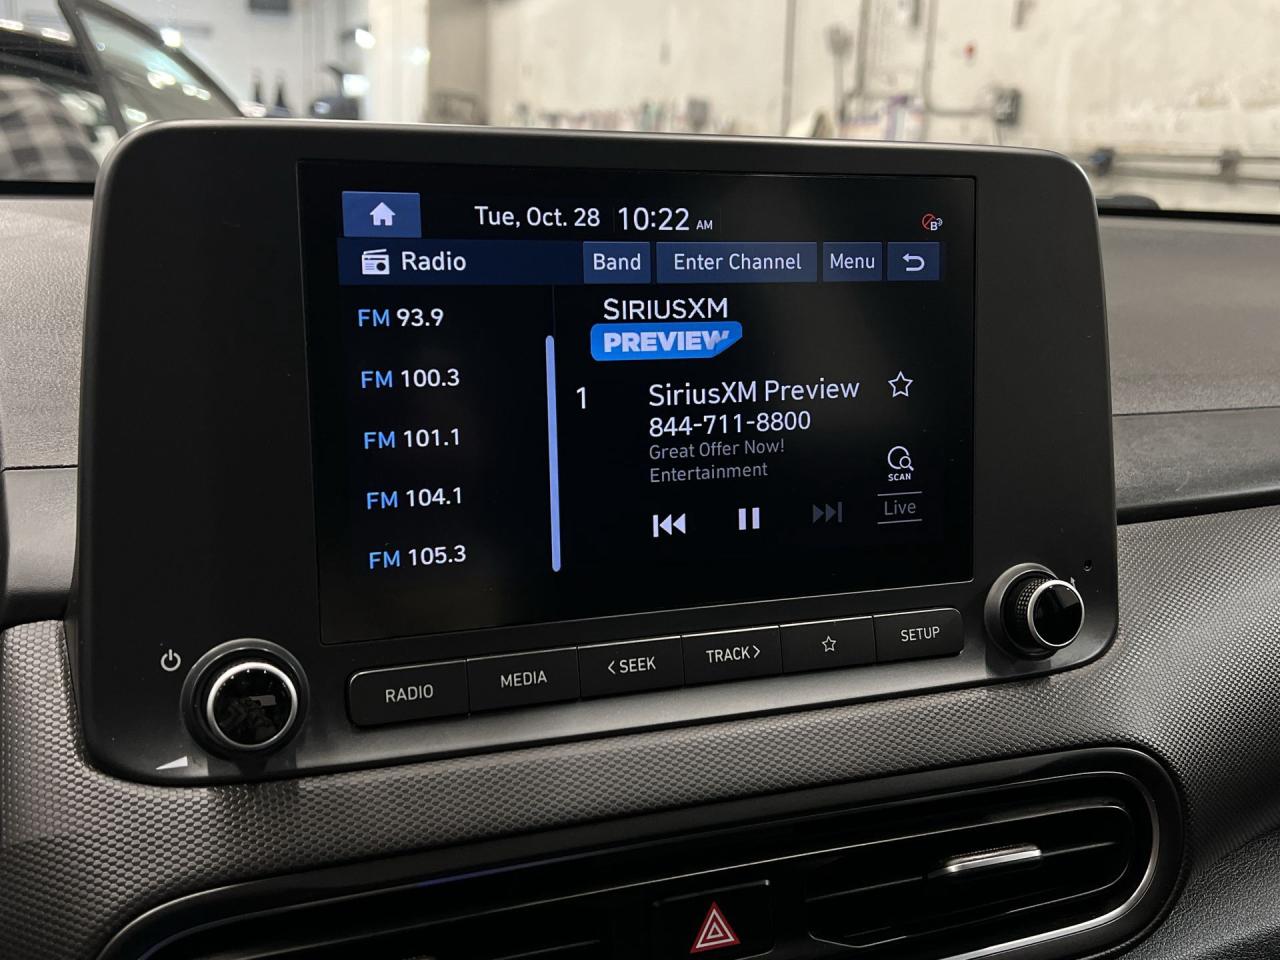 Tue, Oct. 28 10:22 AM
B
Radio Band Enter Channel Menu
FM 93.9
FM 100.3
FM 101.1
FM 104.1
FM 105.3
SIRIUSXM
PREVIEW
1 SiriusXM Preview
844-711-8800
Great Offer Now!
Entertainment
SCAN
Live
RADIO MEDIA <SEEK TRACK> SETUP